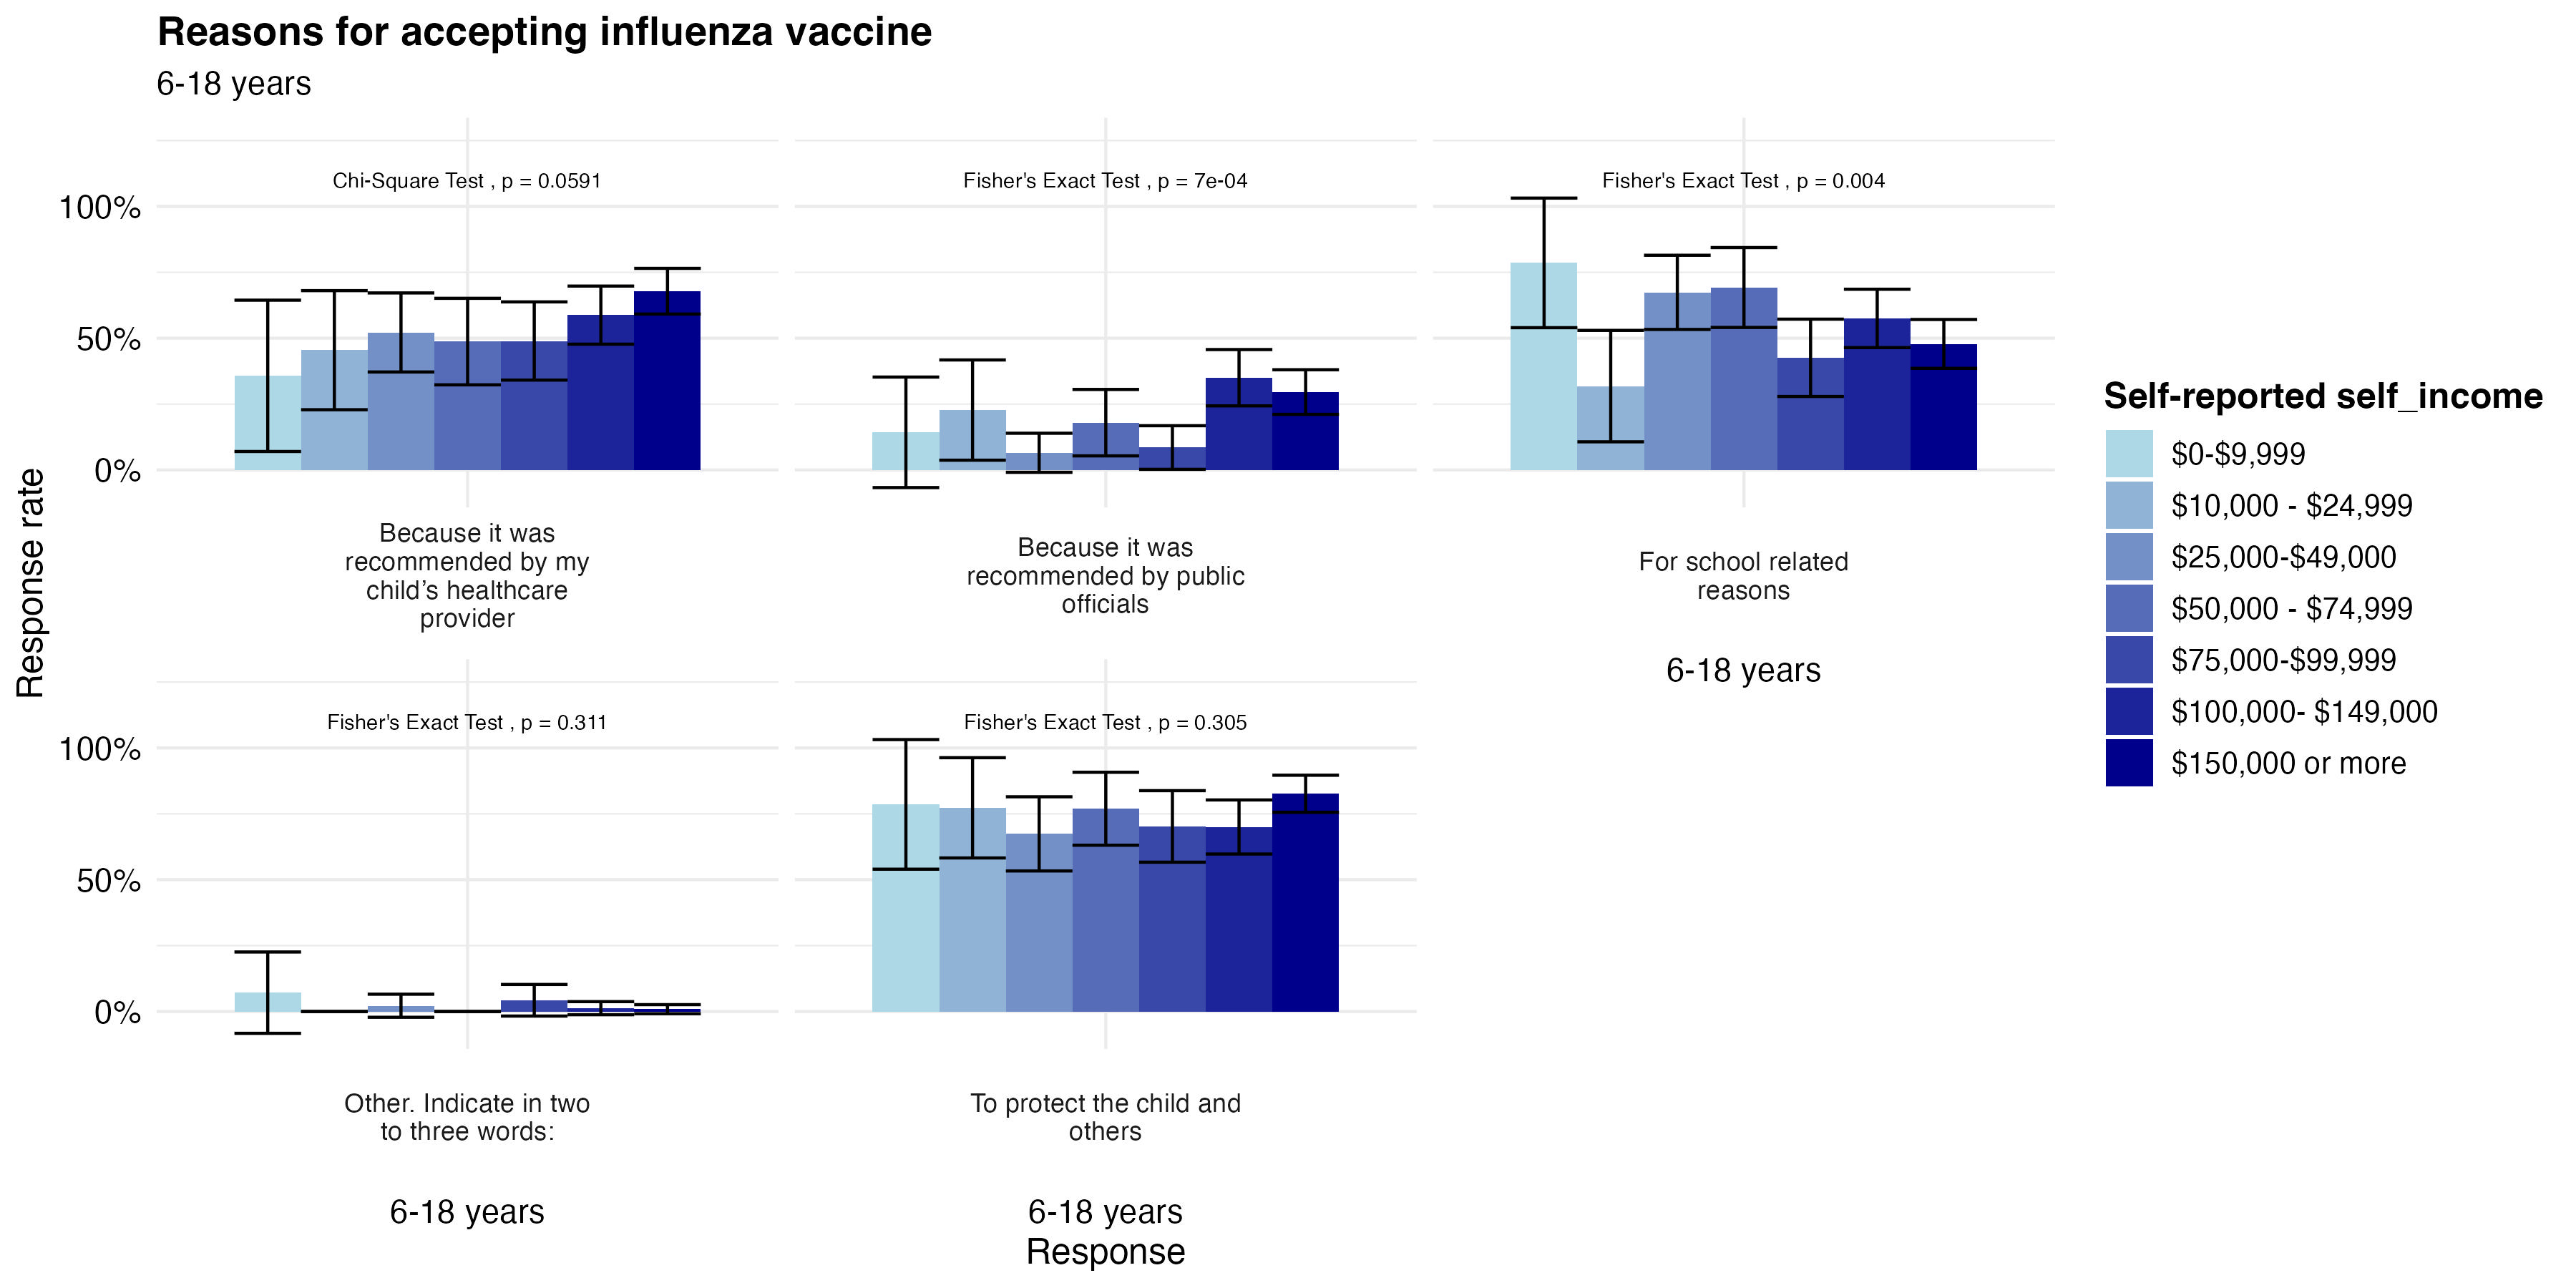 Reasons for accepting influenza vaccine
6-18 years
Response rate
Chi-Square Test , p = 0.0591
100%
50%
0%
Because it was
recommended by my
child’s healthcare
provider
Fisher's Exact Test , p = 7e-04
Because it was
recommended by public
officials
Fisher's Exact Test , p = 0.004
For school related
reasons
6-18 years
Fisher's Exact Test , p = 0.311
100%
50%
0%
Other. Indicate in two
to three words:
6-18 years
Fisher's Exact Test , p = 0.305
To protect the child and
others
6-18 years
Response
Self-reported self_income
$0-$9,999
$10,000 - $24,999
$25,000-$49,000
$50,000 - $74,999
$75,000-$99,999
$100,000- $149,000
$150,000 or more